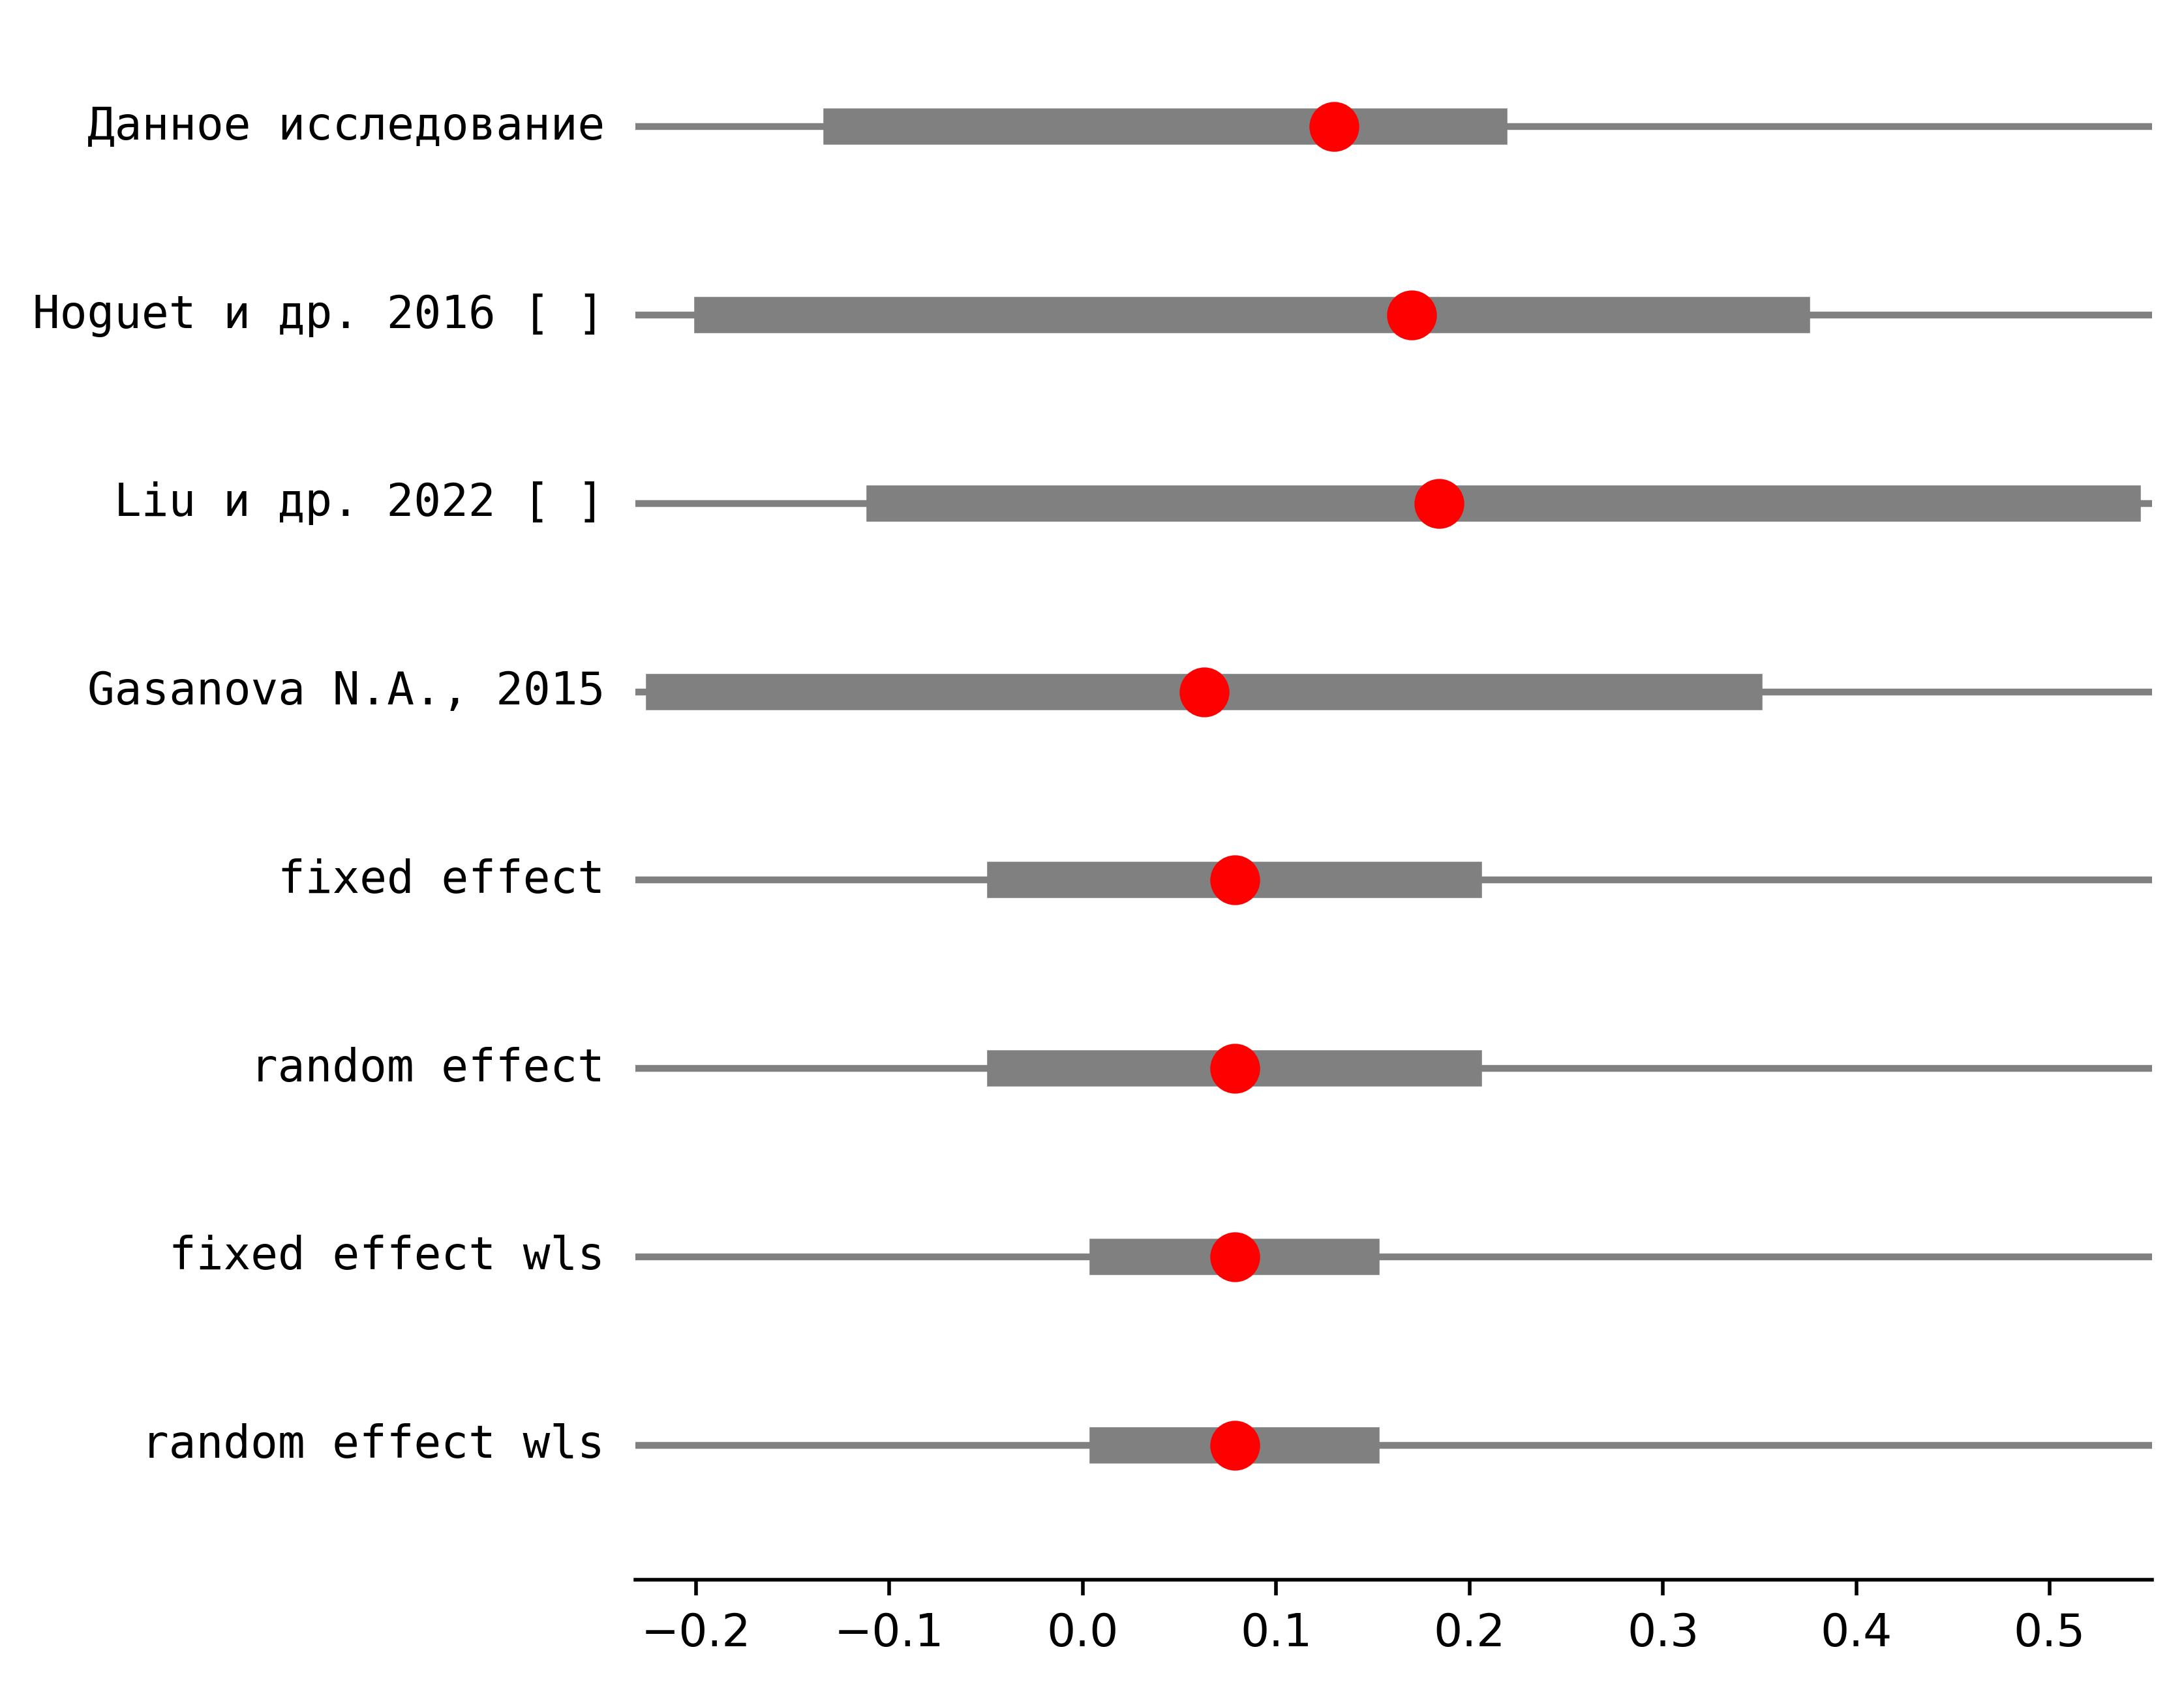 Данное исследование
Hoguet и др. 2016 [ ]
Liu и др. 2022 [ ]
Gasanova N.A., 2015
fixed effect
random effect
fixed effect wls
random effect wls
−0.2 −0.1 0.0 0.1 0.2 0.3 0.4 0.5